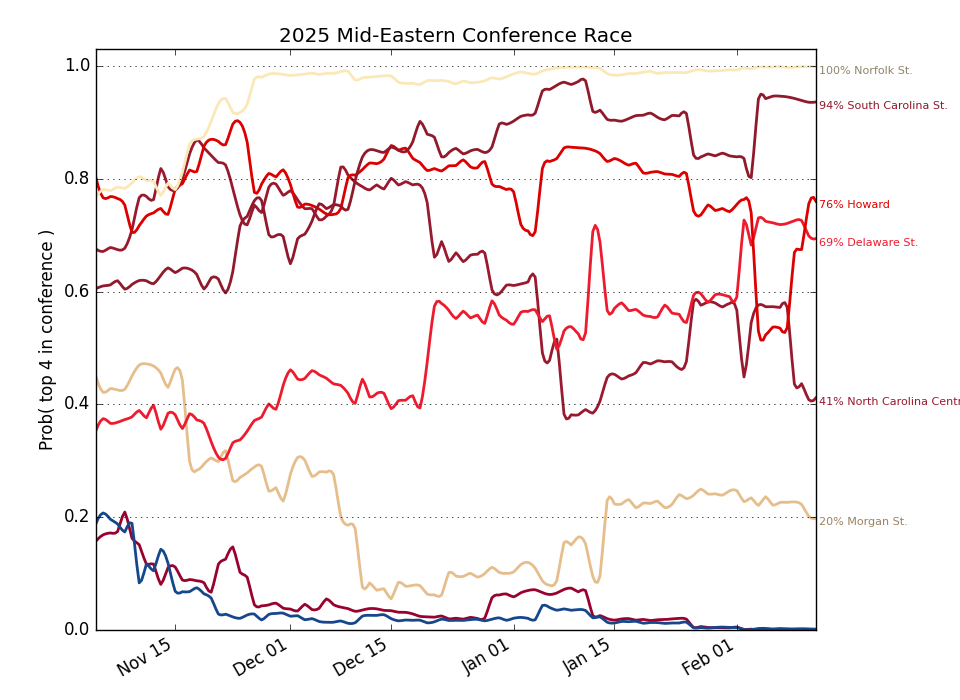 2025 Mid-Eastern Conference Race
Prob( top 4 in conference )
1.0
0.8
0.6
0.4
0.2
0.0
Nov 15
Dec 01
Dec 15
Jan 01
Jan 15
Feb 01
100% Norfolk St.
94% South Carolina St.
76% Howard
69% Delaware St.
41% North Carolina Centr
20% Morgan St.